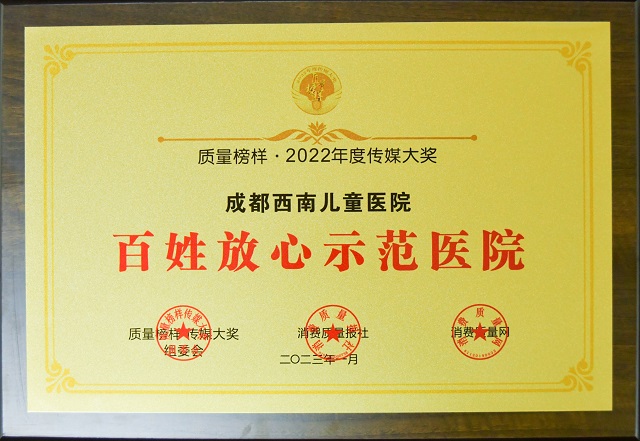 质量榜样·2022年度传媒大奖
成都西南儿童医院
百姓放心示范医院
质量榜样·传媒大奖
组委会
消费质量报社
消费质量网
二〇二三年一月